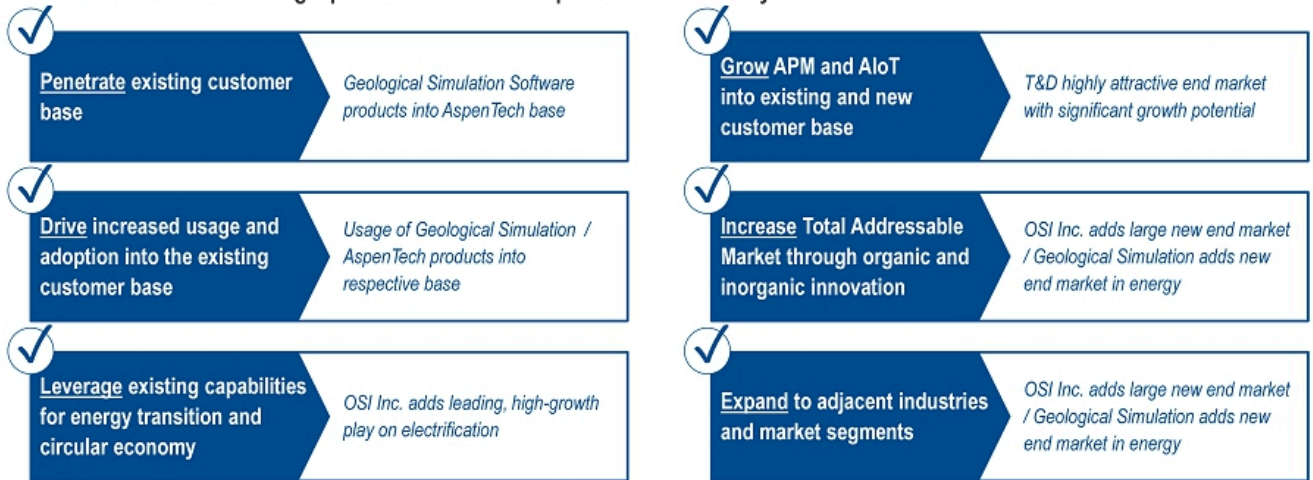 Penetrate existing customer
base
Geological Simulation Software
products into AspenTech base
Drive increased usage and
adoption into the existing
customer base
Usage of Geological Simulation /
AspenTech products into
respective base
Leverage existing capabilities
for energy transition and
circular economy
OSI Inc. adds leading, high-growth
play on electrification
Grow APM and AIoT
into existing and new
customer base
T&D highly attractive end market
with significant growth potential
Increase Total Addressable
Market through organic and
inorganic innovation
OSI Inc. adds large new end market
/ Geological Simulation adds new
end market in energy
Expand to adjacent industries
and market segments
OSI Inc. adds large new end market
/ Geological Simulation adds new
end market in energy